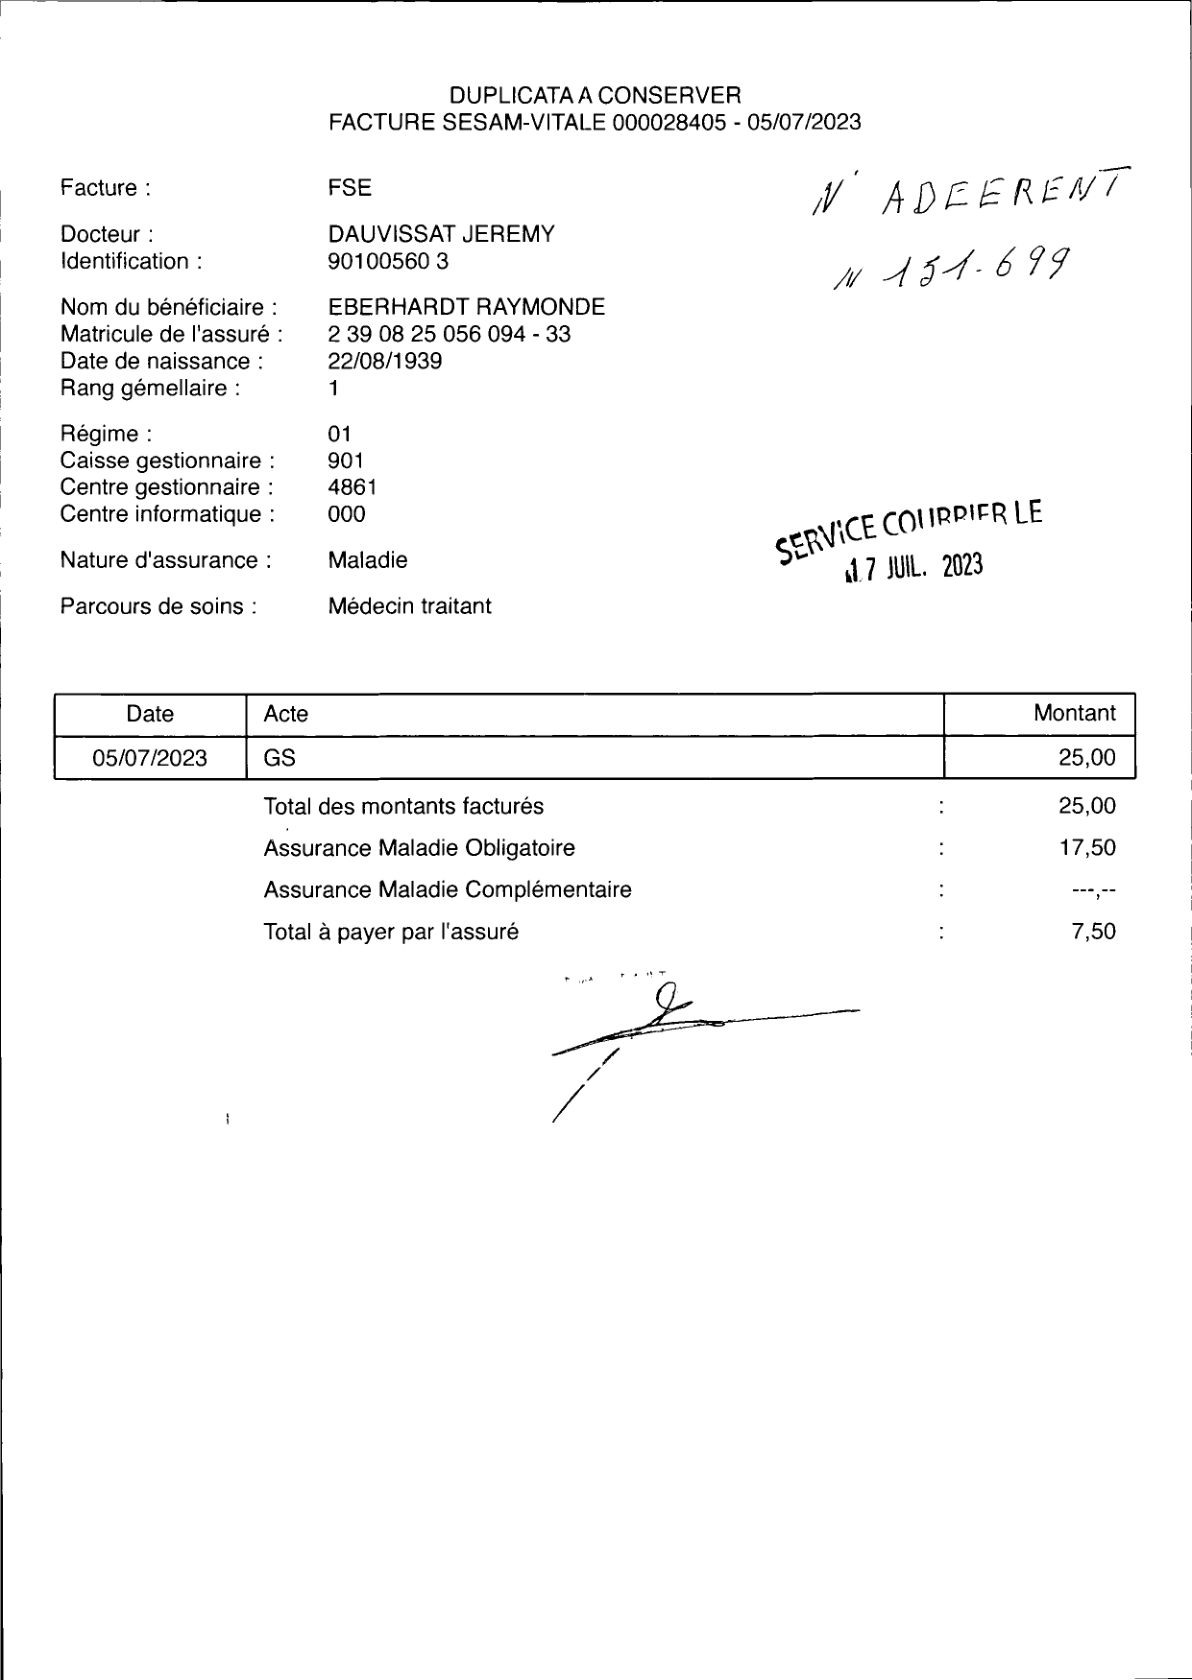 DUPLICATA A CONSERVER
FACTURE SESAM-VITALE 000028405 - 05/07/2023
Facture : FSE
N° ADEERENT
Docteur : DAUVISSAT JEREMY
Identification : 90100560 3
N 151.699
Nom du bénéficiaire : EBERHARDT RAYMONDE
Matricule de l'assuré : 2 39 08 25 056 094 - 33
Date de naissance : 22/08/1939
Rang gémellaire : 1
Régime : 01
Caisse gestionnaire : 901
Centre gestionnaire : 4861
Centre informatique : 000
SERVICE COURRIER LE
17 JUIL. 2023
Nature d'assurance : Maladie
Parcours de soins : Médecin traitant
Date Acte Montant
05/07/2023 GS 25,00
Total des montants facturés : 25,00
Assurance Maladie Obligatoire : 17,50
Assurance Maladie Complémentaire : ---,--
Total à payer par l'assuré : 7,50